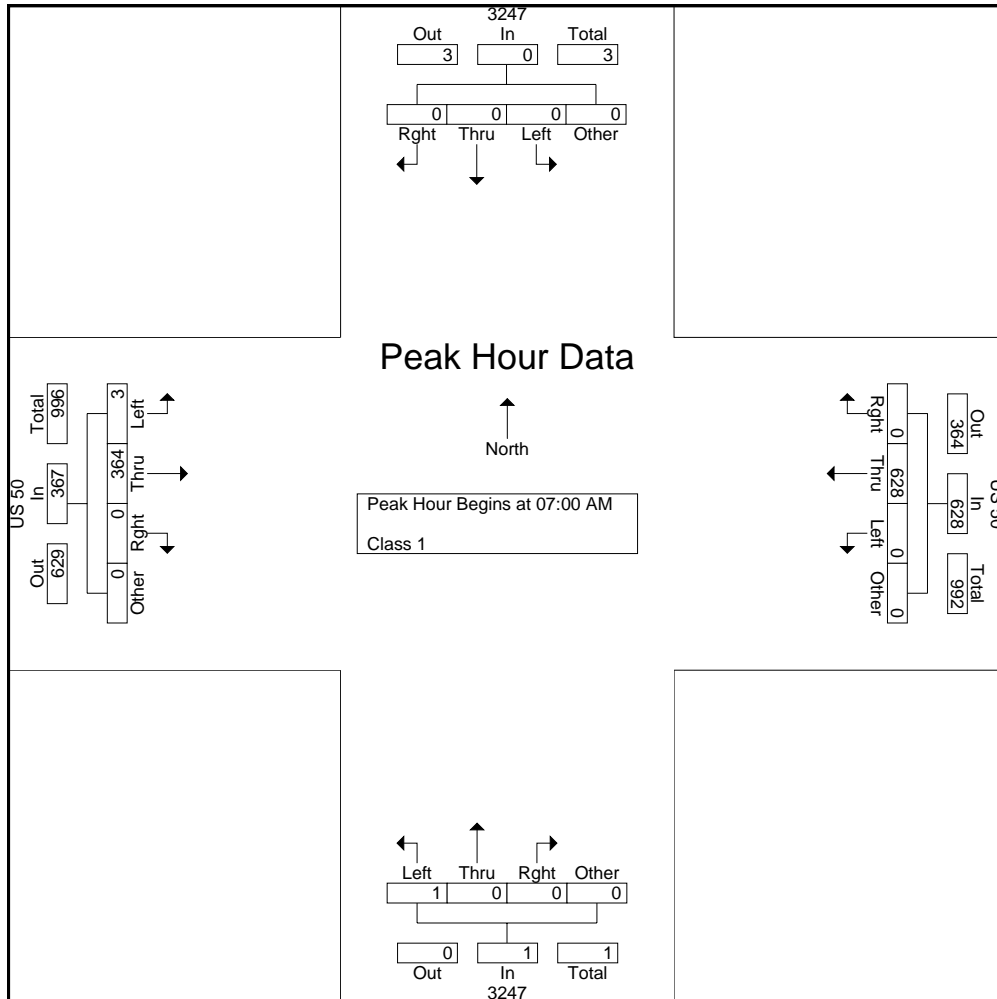 3247
Out In Total
3 0 3
0 0 0 0
Rght Thru Left Other
Peak Hour Data
North
Peak Hour Begins at 07:00 AM
Class 1
US 50
Total In Out
996 367 629
3 364 0 0
Left Thru Rght Other
US 50
Out In Total
364 628 992
0 628 0 0
Rght Thru Left Other
Left Thru Rght Other
1 0 0 0
0 1 1
Out In Total
3247